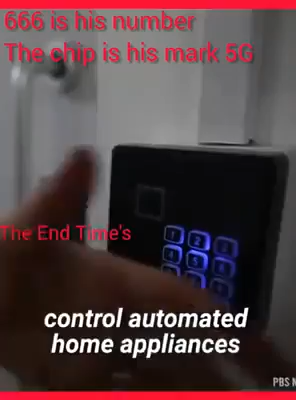 666 is his number
The chip is his mark 5G
The End Time's
control automated
home appliances
PBS N